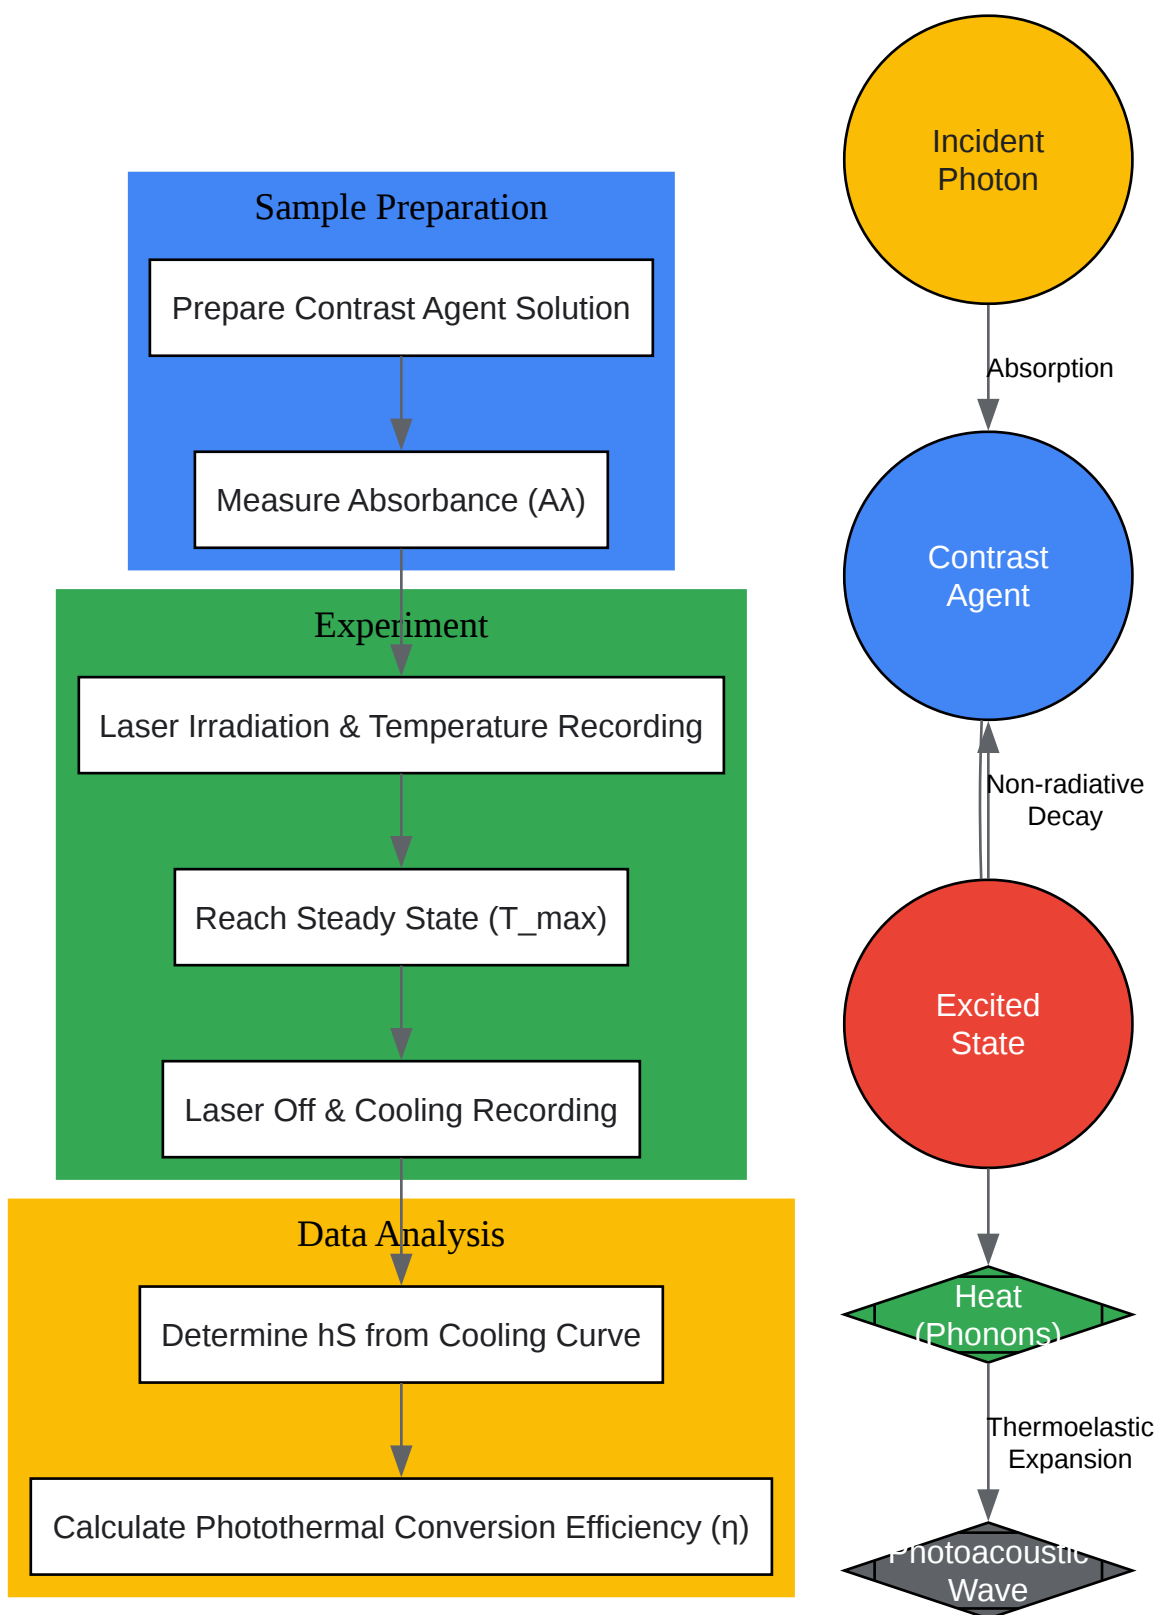 Sample Preparation
Prepare Contrast Agent Solution
Measure Absorbance (Aλ)
Experiment
Laser Irradiation & Temperature Recording
Reach Steady State (T_max)
Laser Off & Cooling Recording
Data Analysis
Determine hS from Cooling Curve
Calculate Photothermal Conversion Efficiency (η)
Incident
Photon
Absorption
Contrast
Agent
Non-radiative
Decay
Excited
State
Heat
(Phonons)
Thermoelastic
Expansion
Photoacoustic
Wave